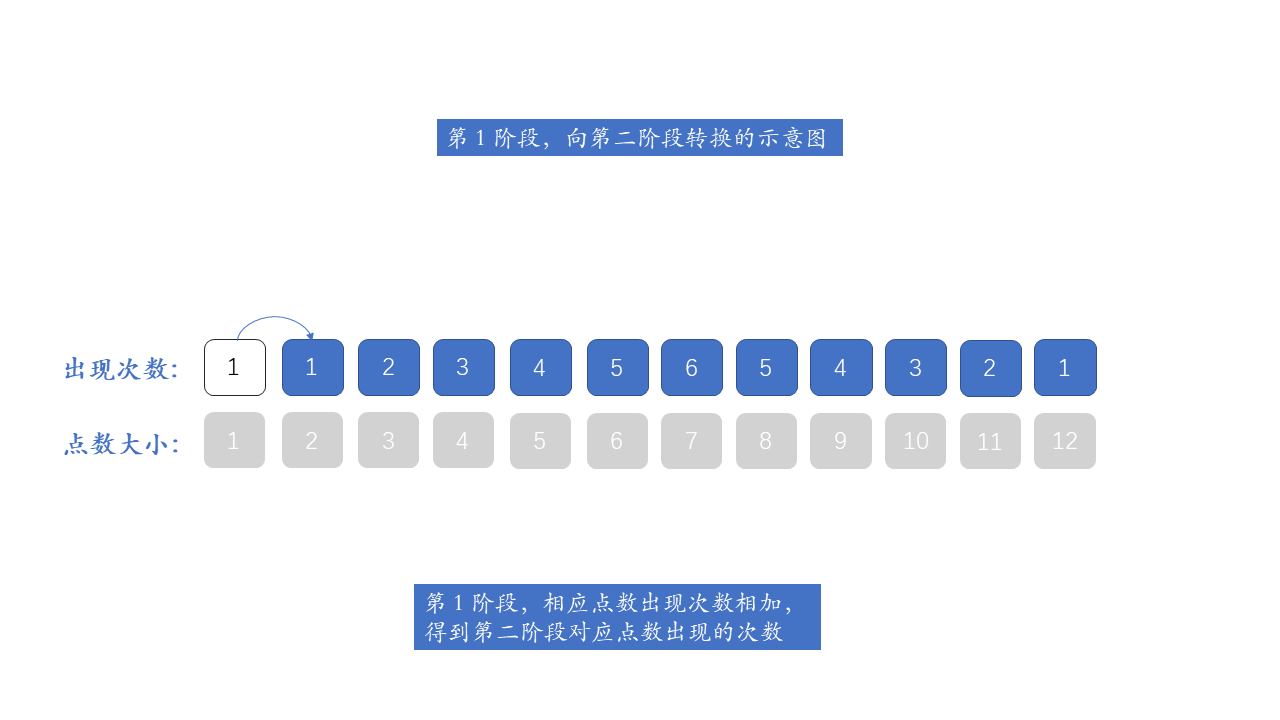 第 1 阶段，向第二阶段转换的示意图
出现次数： 1 1 2 3 4 5 6 5 4 3 2 1
点数大小： 1 2 3 4 5 6 7 8 9 10 11 12
第 1 阶段，相应点数出现次数相加，
得到第二阶段对应点数出现的次数